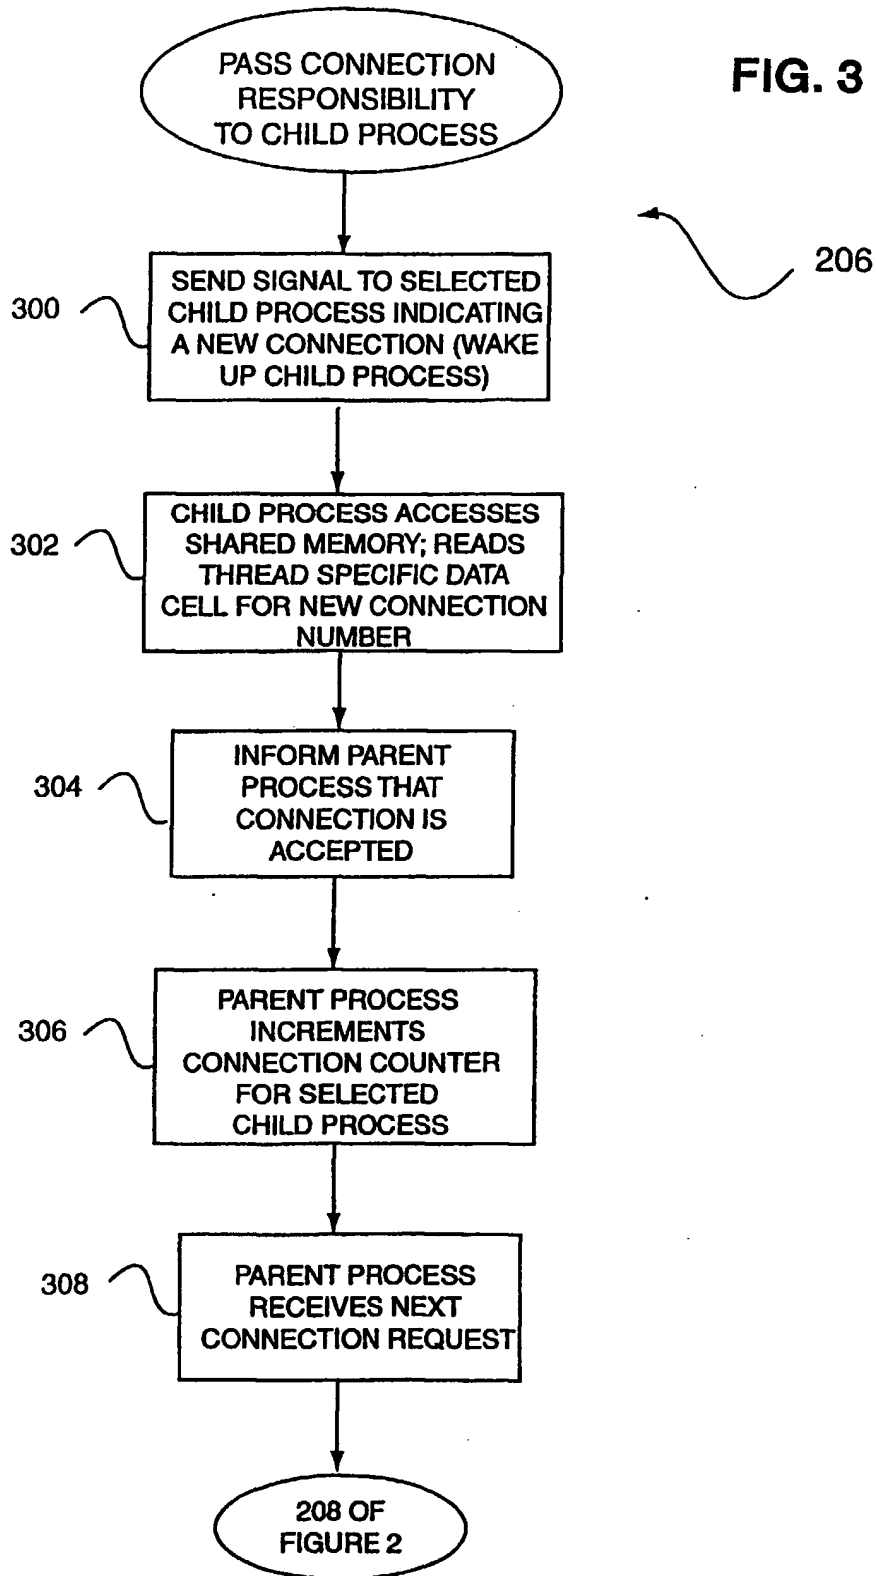 PASS CONNECTION
RESPONSIBILITY
TO CHILD PROCESS
FIG. 3
206
300
SEND SIGNAL TO SELECTED
CHILD PROCESS INDICATING
A NEW CONNECTION (WAKE
UP CHILD PROCESS)
302
CHILD PROCESS ACCESSES
SHARED MEMORY; READS
THREAD SPECIFIC DATA
CELL FOR NEW CONNECTION
NUMBER
304
INFORM PARENT
PROCESS THAT
CONNECTION IS
ACCEPTED
306
PARENT PROCESS
INCREMENTS
CONNECTION COUNTER
FOR SELECTED
CHILD PROCESS
308
PARENT PROCESS
RECEIVES NEXT
CONNECTION REQUEST
208 OF
FIGURE 2